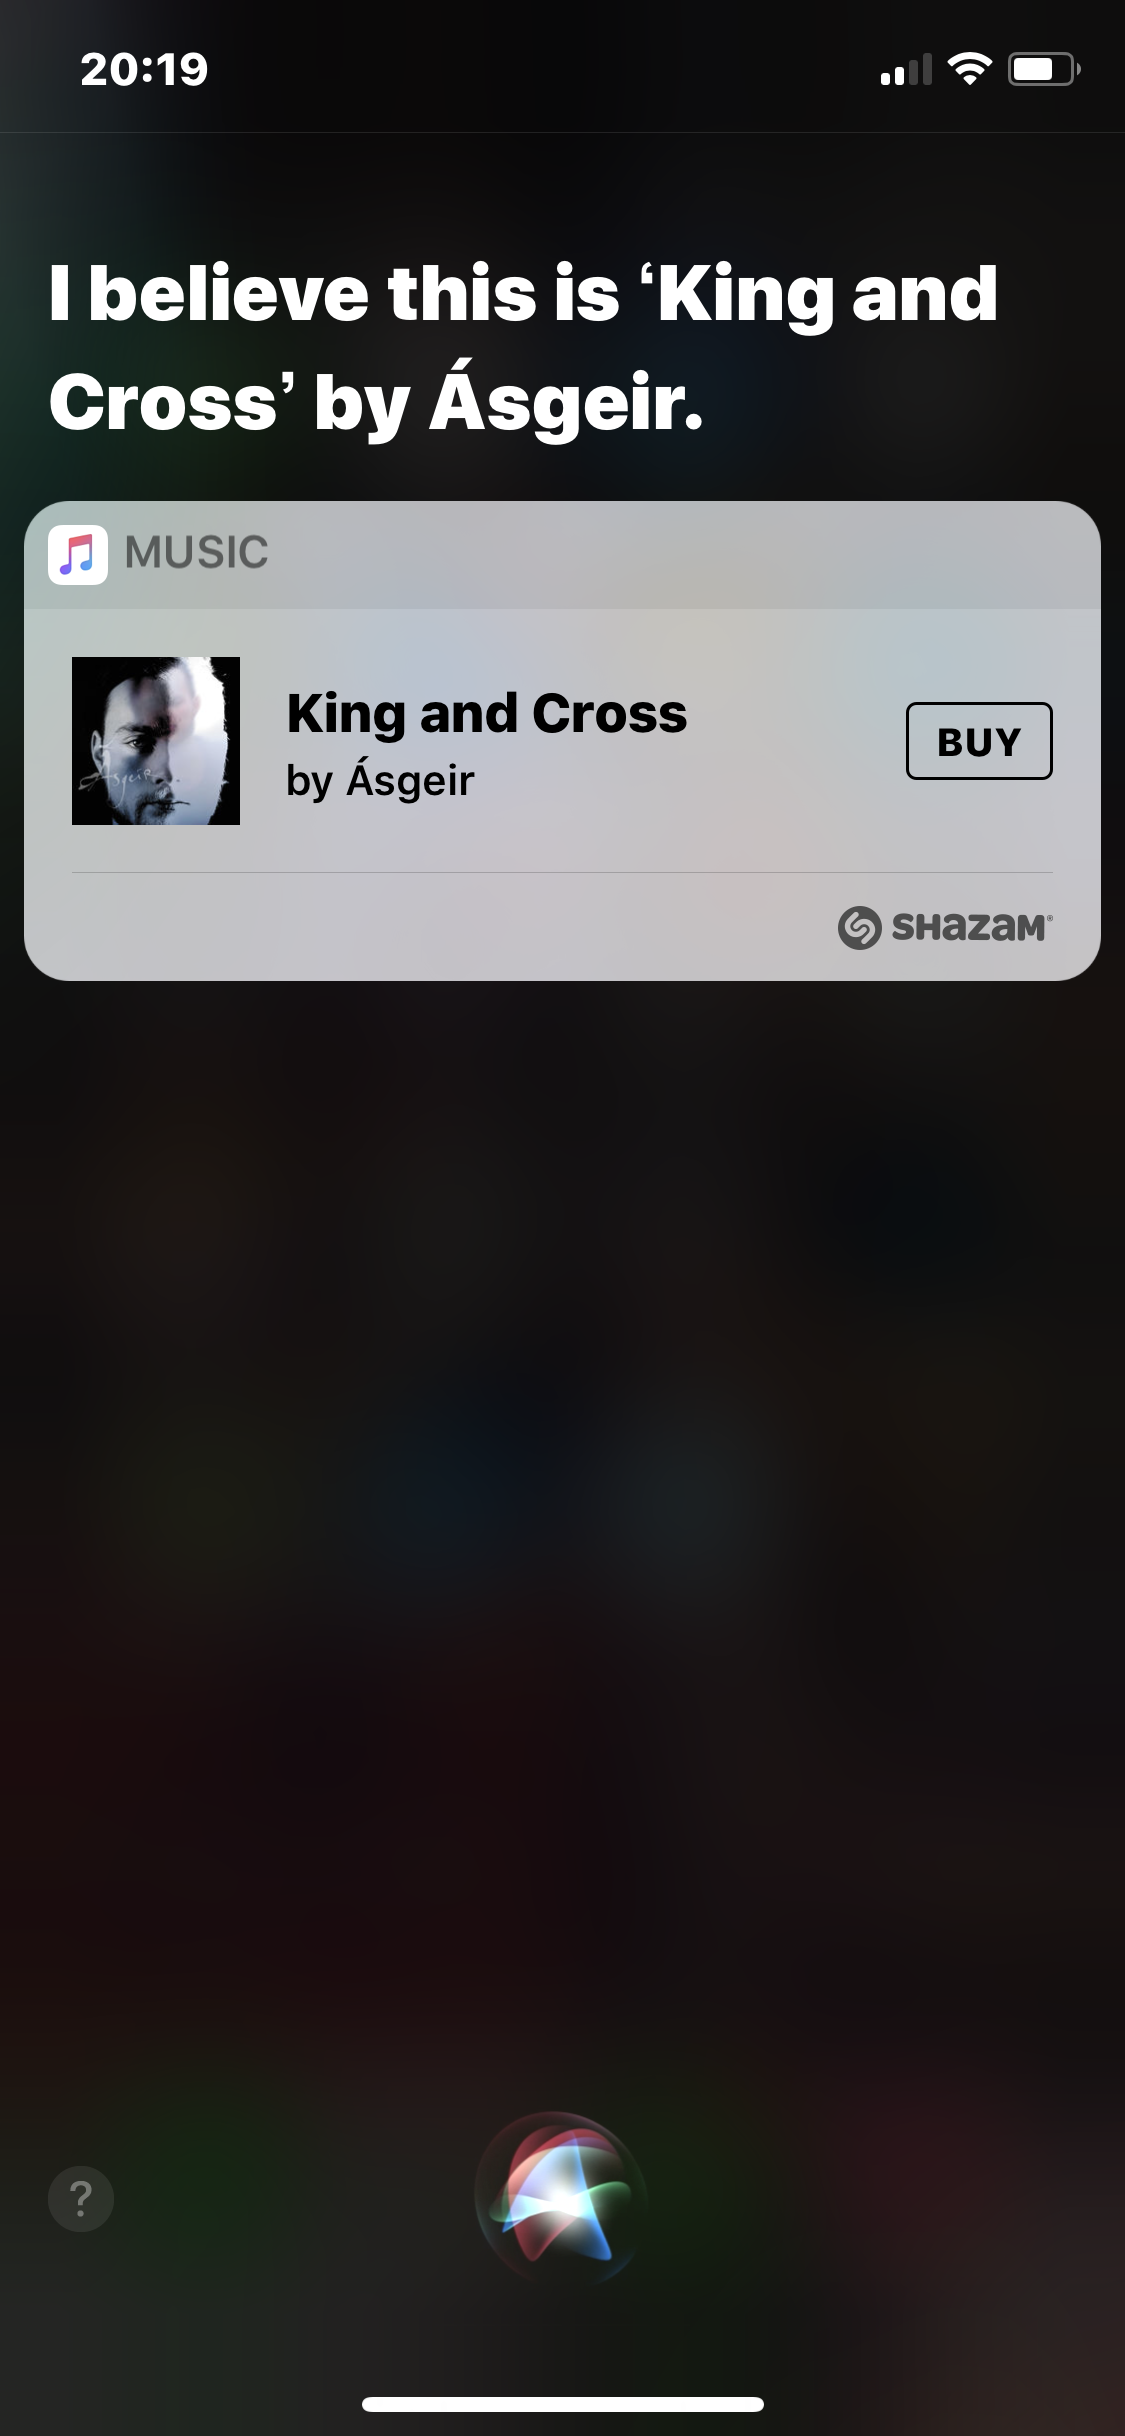 20:19
I believe this is ‘King and
Cross’ by Ásgeir.
MUSIC
King and Cross
by Ásgeir
BUY
Ásgeir
SHAZAM®
?